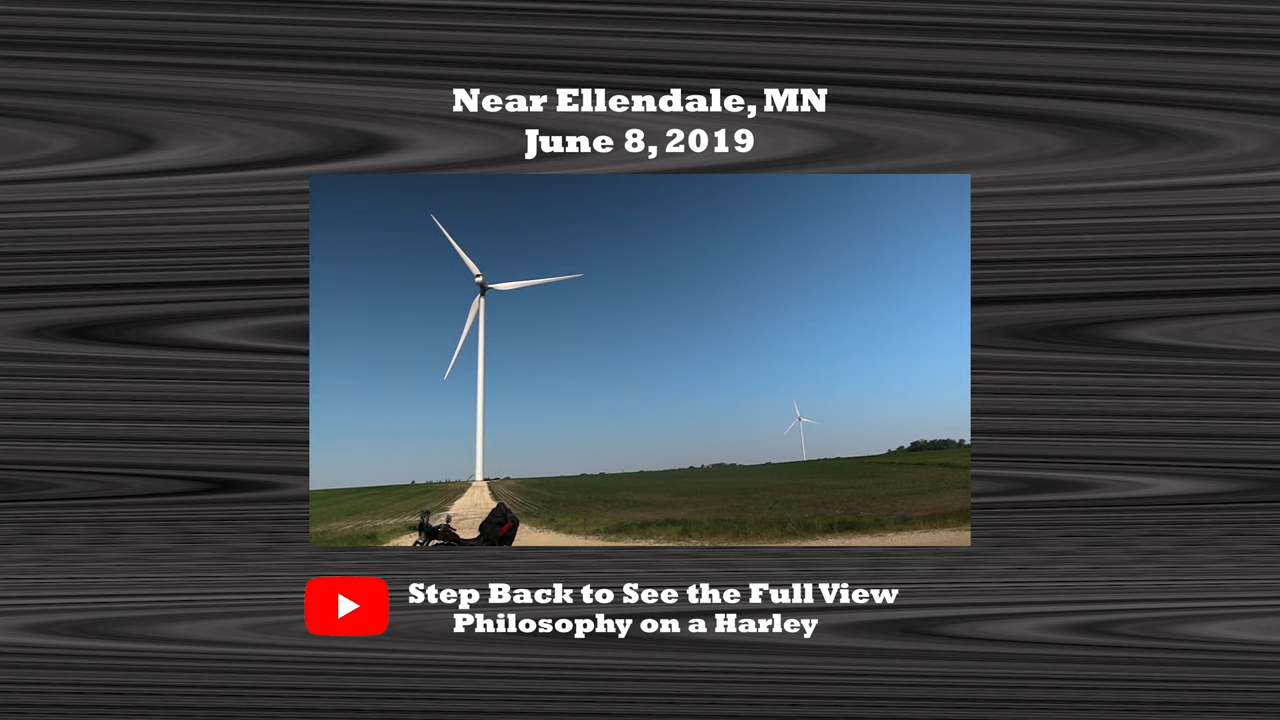 Near Ellendale, MN
June 8, 2019
Step Back to See the Full View
Philosophy on a Harley